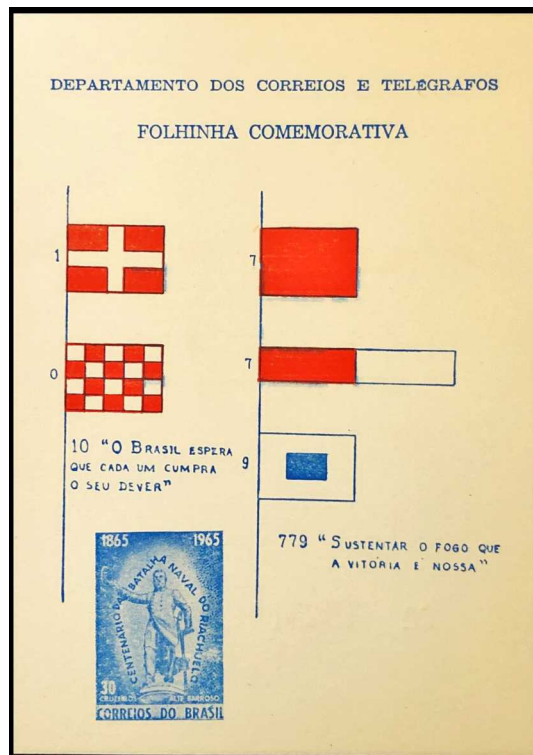 DEPARTAMENTO DOS CORREIOS E TELÉGRAFOS
FOLHINHA COMEMORATIVA
1
0
10 "O BRASIL ESPERA
QUE CADA UM CUMPRA
O SEU DEVER"
7
7
9
779 "SUSTENTAR O FOGO QUE
A VITÓRIA É NOSSA"
1865 1965
CENTENÁRIO DA BATALHA NAVAL DO RIACHUELO
30
CRUZEIROS ALTE BARROSO
CORREIOS DO BRASIL